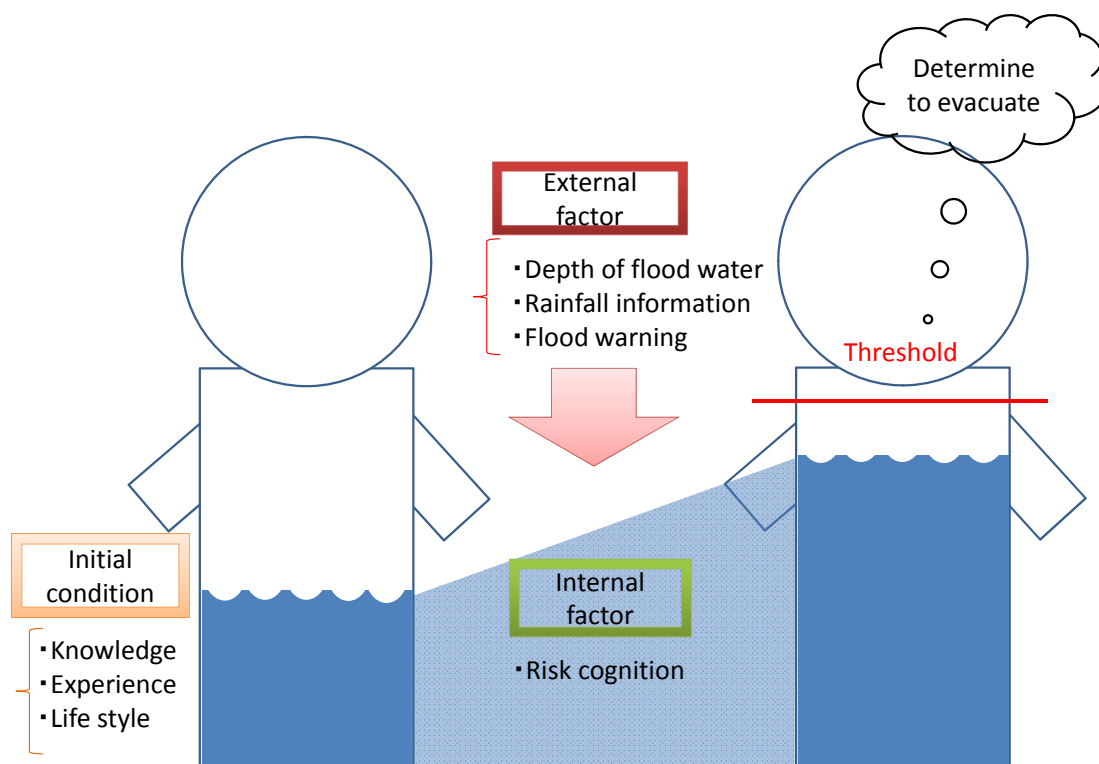 Determine
to evacuate
External
factor
・Depth of flood water
・Rainfall information
・Flood warning
Threshold
Initial
condition
・Knowledge
・Experience
・Life style
Internal
factor
・Risk cognition